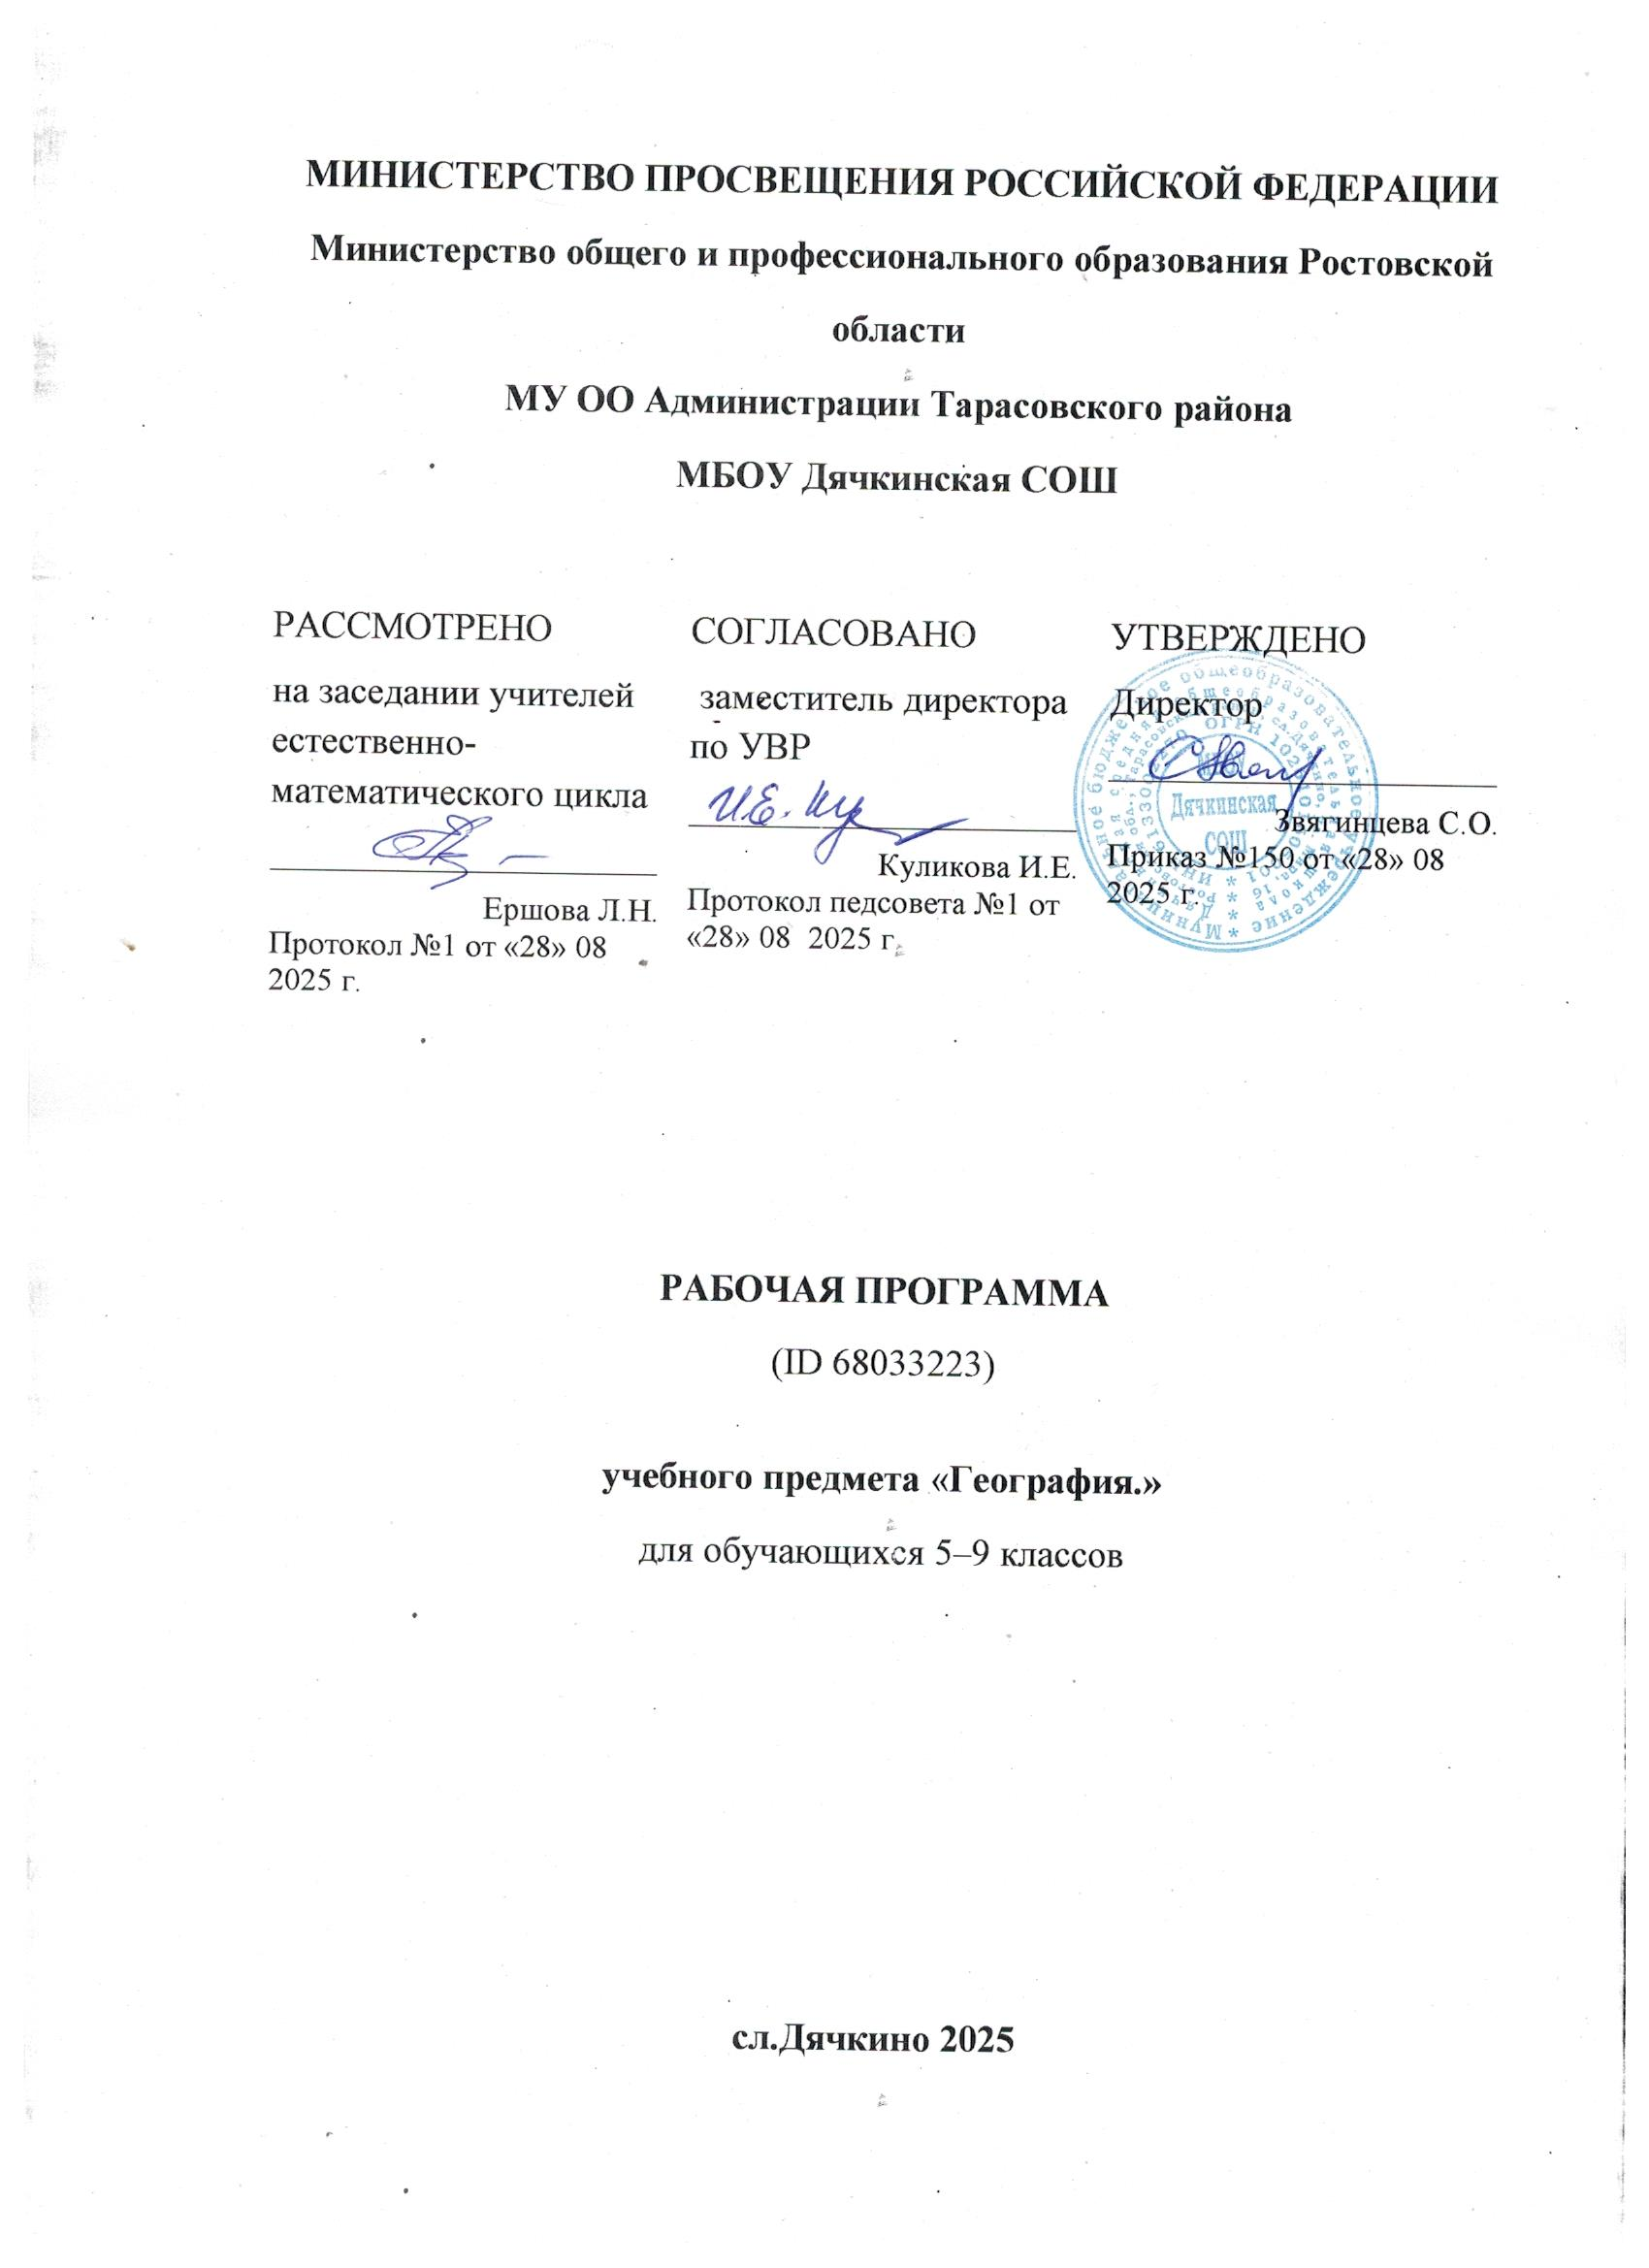 МИНИСТЕРСТВО ПРОСВЕЩЕНИЯ РОССИЙСКОЙ ФЕДЕРАЦИИ
Министерство общего и профессионального образования Ростовской
области
МУ ОО Администрации Тарасовского района
МБОУ Дячкинская СОШ
РАССМОТРЕНО
на заседании учителей
естественно-
математического цикла
Ершова Л.Н.
Протокол №1 от «28» 08
2025 г.
СОГЛАСОВАНО
заместитель директора
по УВР
Куликова И.Е.
Протокол педсовета №1 от
«28» 08 2025 г.
УТВЕРЖДЕНО
Директор
Звягинцева С.О.
Приказ №150 от «28» 08
2025 г.
Дячкинская
СОШ
РАБОЧАЯ ПРОГРАММА
(ID 68033223)
учебного предмета «География.»
для обучающихся 5–9 классов
сл.Дячкино 2025